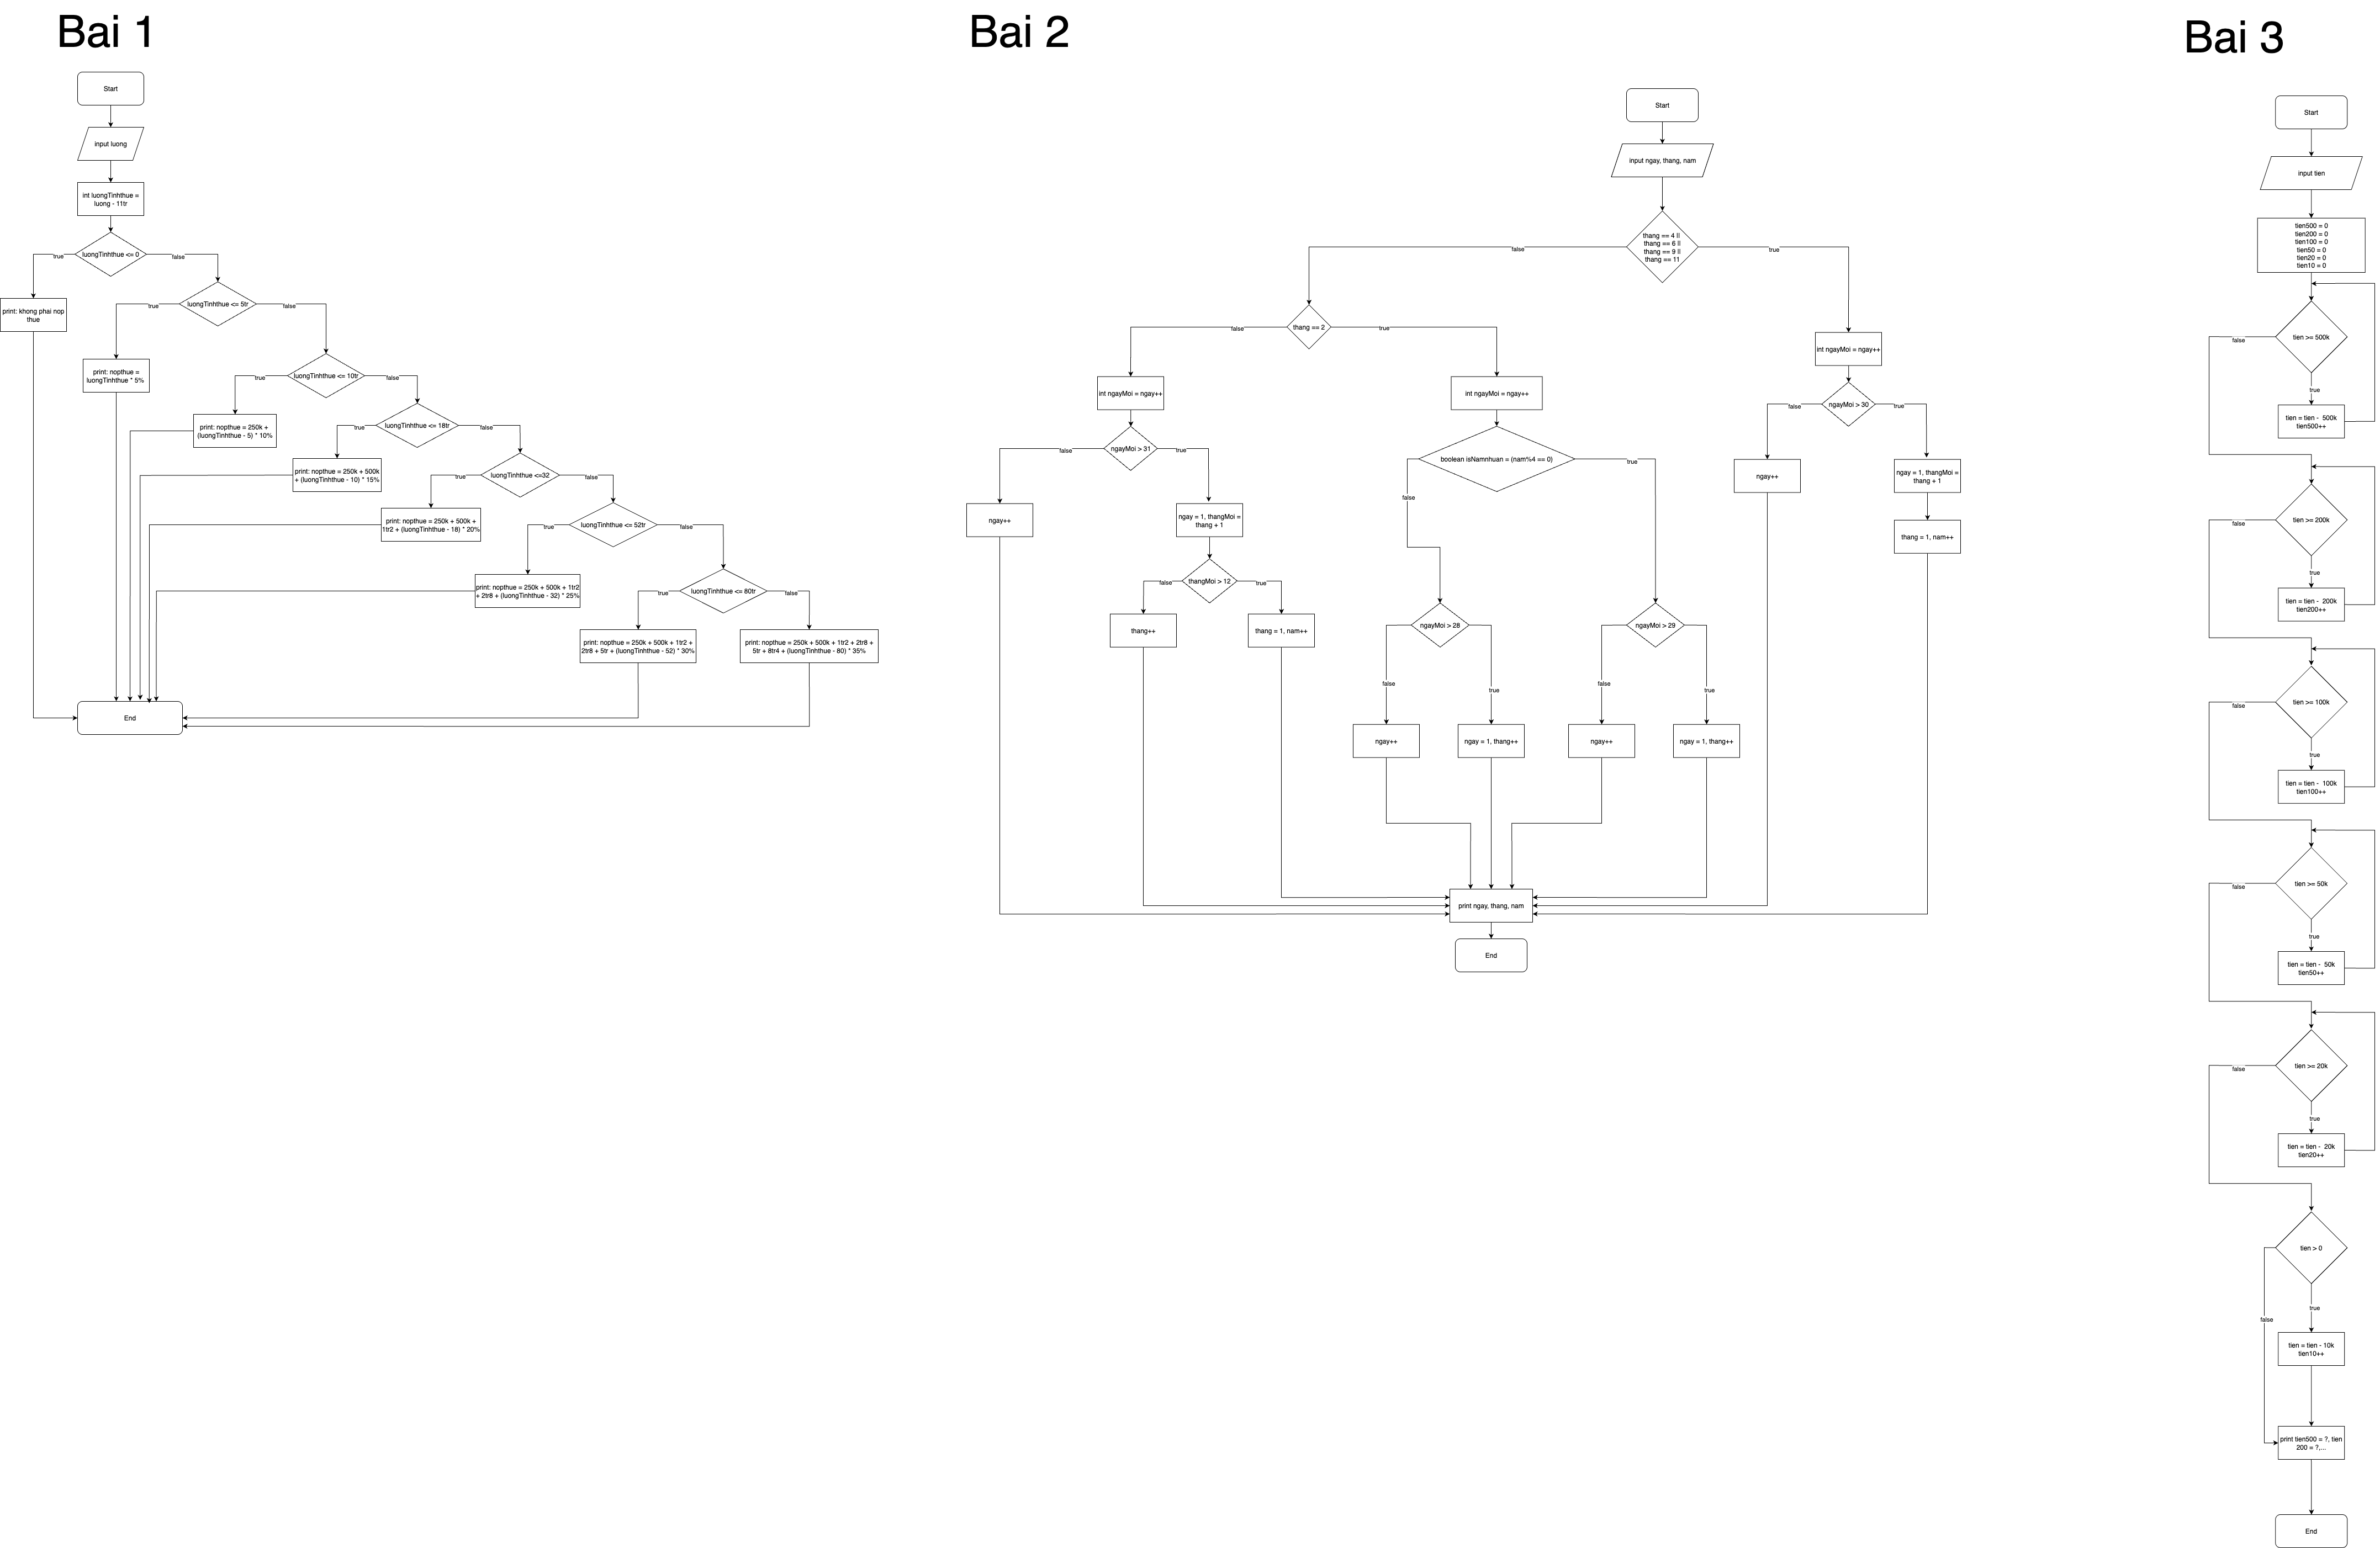 Bai 1
Start
input luong
int luongTinhthue =
luong - 11tr
luongTinhthue <= 0
true
false
print: khong phai nop
thue
luongTinhthue <= 5tr
true
false
print: nopthue =
luongTinhthue * 5%
luongTinhthue <= 10tr
true
false
print: nopthue = 250k +
(luongTinhthue - 5) * 10%
luongTinhthue <= 18tr
true
false
print: nopthue = 250k + 500k
+ (luongTinhthue - 10) * 15%
luongTinhthue <=32
true
false
print: nopthue = 250k + 500k +
1tr2 + (luongTinhthue - 18) * 20%
luongTinhthue <= 52tr
true
false
print: nopthue = 250k + 500k + 1tr2
+ 2tr8 + (luongTinhthue - 32) * 25%
luongTinhthue <= 80tr
true
false
print: nopthue = 250k + 500k + 1tr2 +
2tr8 + 5tr + (luongTinhthue - 52) * 30%
print: nopthue = 250k + 500k + 1tr2 + 2tr8 +
5tr + 8tr4 + (luongTinhthue - 80) * 35%
End
Bai 2
Start
input ngay, thang, nam
thang == 4 ||
thang == 6 ||
thang == 9 ||
thang == 11
false
true
thang == 2
false
true
int ngayMoi = ngay++
int ngayMoi = ngay++
int ngayMoi = ngay++
ngayMoi > 31
false
true
ngay++
ngay = 1, thangMoi =
thang + 1
thangMoi > 12
false
true
thang++
thang = 1, nam++
boolean isNamnhuan = (nam%4 == 0)
false
true
ngayMoi > 28
false
true
ngay++
ngay = 1, thang++
ngayMoi > 29
false
true
ngay++
ngay = 1, thang++
ngayMoi > 30
false
true
ngay++
ngay = 1, thangMoi =
thang + 1
thang = 1, nam++
print ngay, thang, nam
End
Bai 3
Start
input tien
tien500 = 0
tien200 = 0
tien100 = 0
tien50 = 0
tien20 = 0
tien10 = 0
tien >= 500k
false
true
tien = tien - 500k
tien500++
tien >= 200k
false
true
tien = tien - 200k
tien200++
tien >= 100k
false
true
tien = tien - 100k
tien100++
tien >= 50k
false
true
tien = tien - 50k
tien50++
tien >= 20k
false
true
tien = tien - 20k
tien20++
tien > 0
true
false
tien = tien - 10k
tien10++
print tien500 = ?, tien
200 = ?,...
End